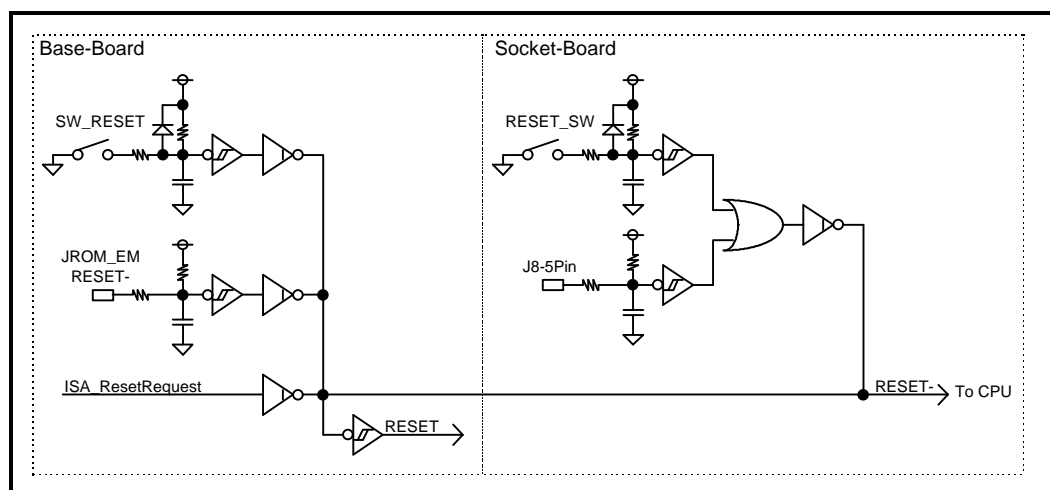 Base-Board
SW_RESET
JROM_EM
RESET-
ISA_ResetRequest
RESET
Socket-Board
RESET_SW
J8-5Pin
RESET-
To CPU